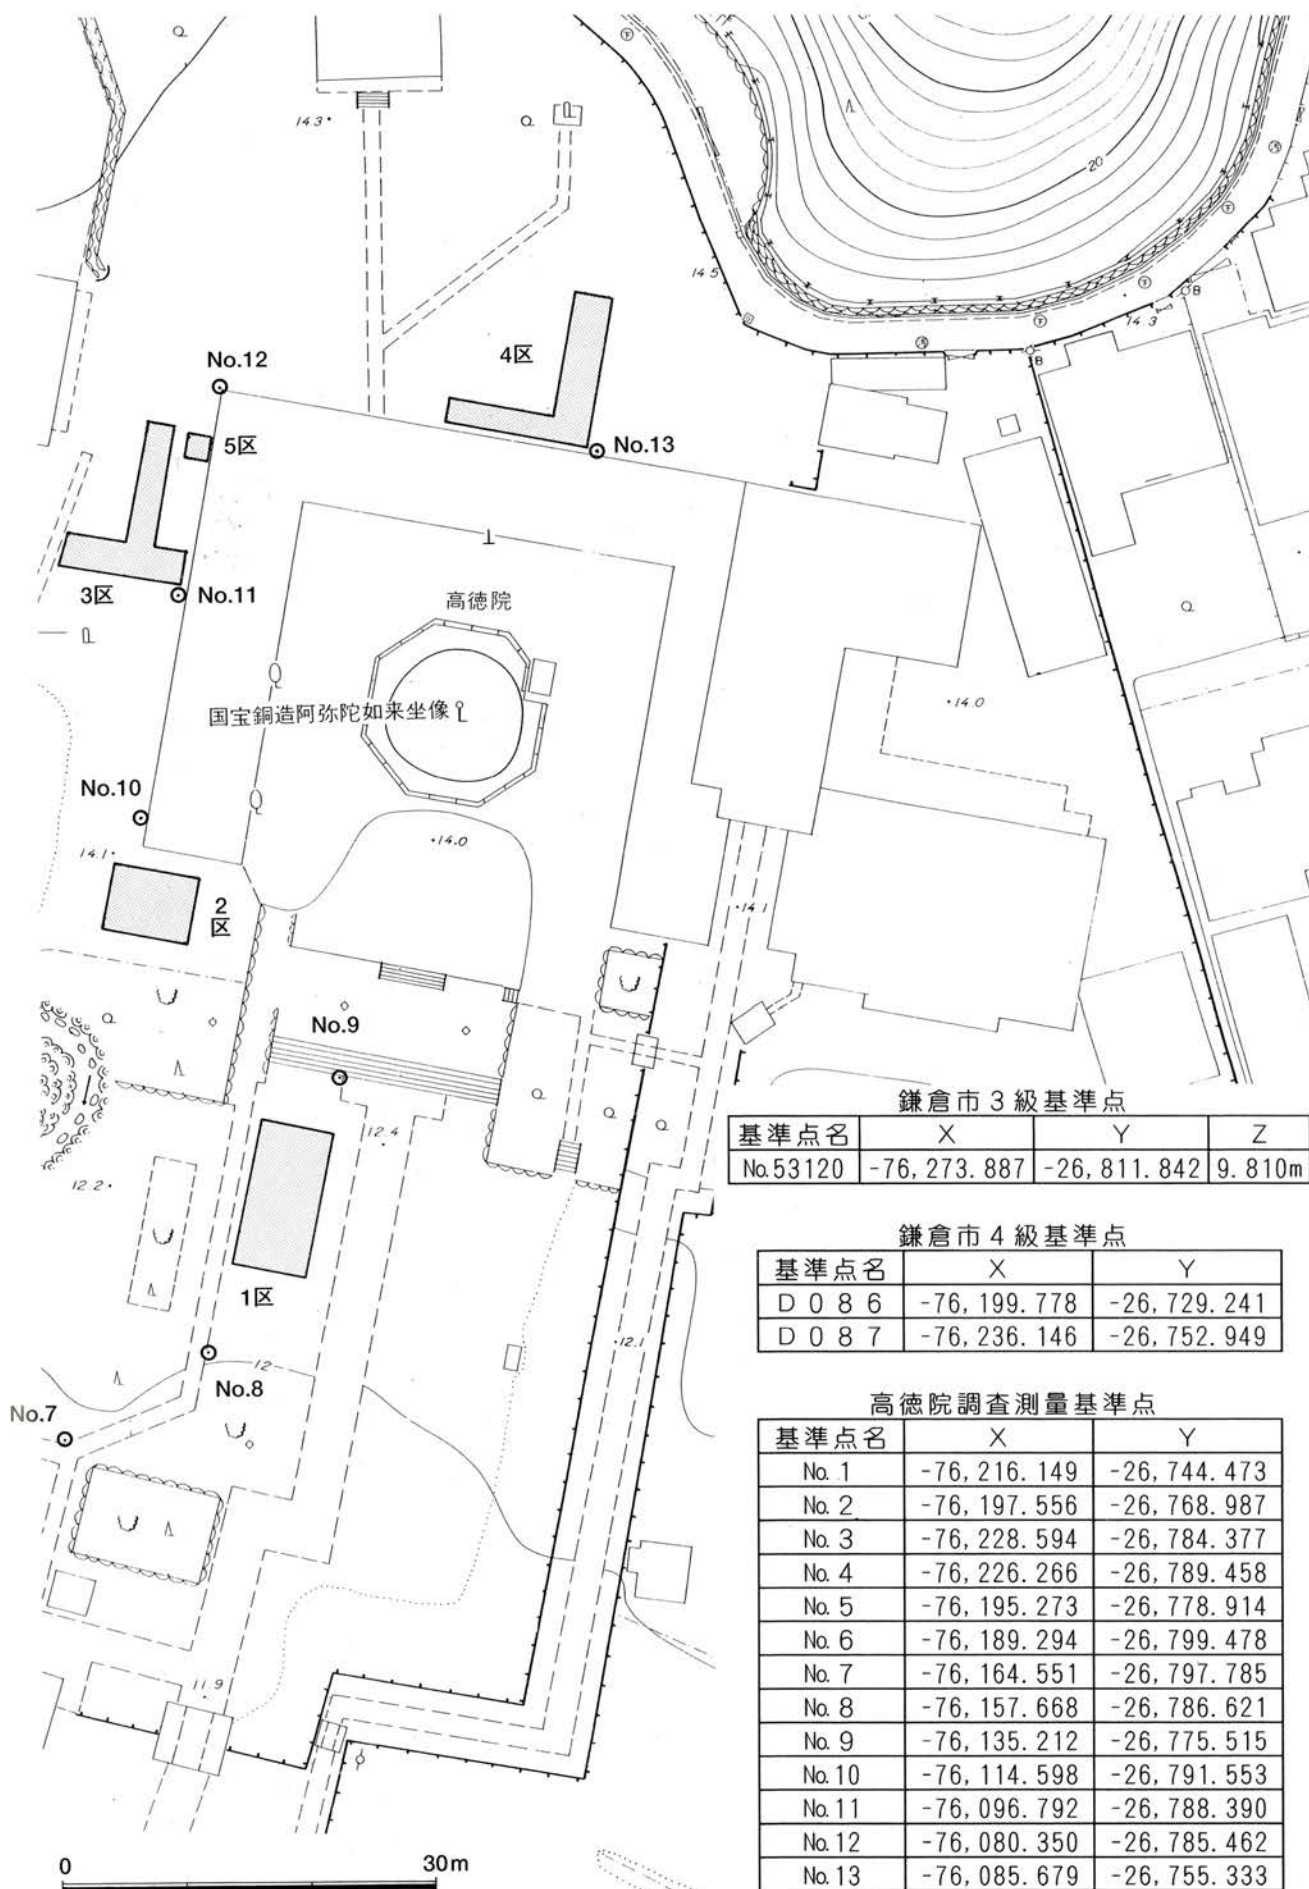 14.3
20
14.5
14.3
B
B
No.12
4区
5区
No.13
3区
No.11
高徳院
国宝銅造阿弥陀如来坐像
・14.0
No.10
14.1・
・14.0
2
区
・14.1
No.9
12.4
12.2・
1区
・12.1
12
No.8
No.7
11.9
0 30m
鎌倉市3級基準点
基準点名 X Y Z
No.53120 -76,273.887 -26,811.842 9.810m
鎌倉市4級基準点
基準点名 X Y
D086 -76,199.778 -26,729.241
D087 -76,236.146 -26,752.949
高徳院調査測量基準点
基準点名 X Y
No.1 -76,216.149 -26,744.473
No.2 -76,197.556 -26,768.987
No.3 -76,228.594 -26,784.377
No.4 -76,226.266 -26,789.458
No.5 -76,195.273 -26,778.914
No.6 -76,189.294 -26,799.478
No.7 -76,164.551 -26,797.785
No.8 -76,157.668 -26,786.621
No.9 -76,135.212 -26,775.515
No.10 -76,114.598 -26,791.553
No.11 -76,096.792 -26,788.390
No.12 -76,080.350 -26,785.462
No.13 -76,085.679 -26,755.333